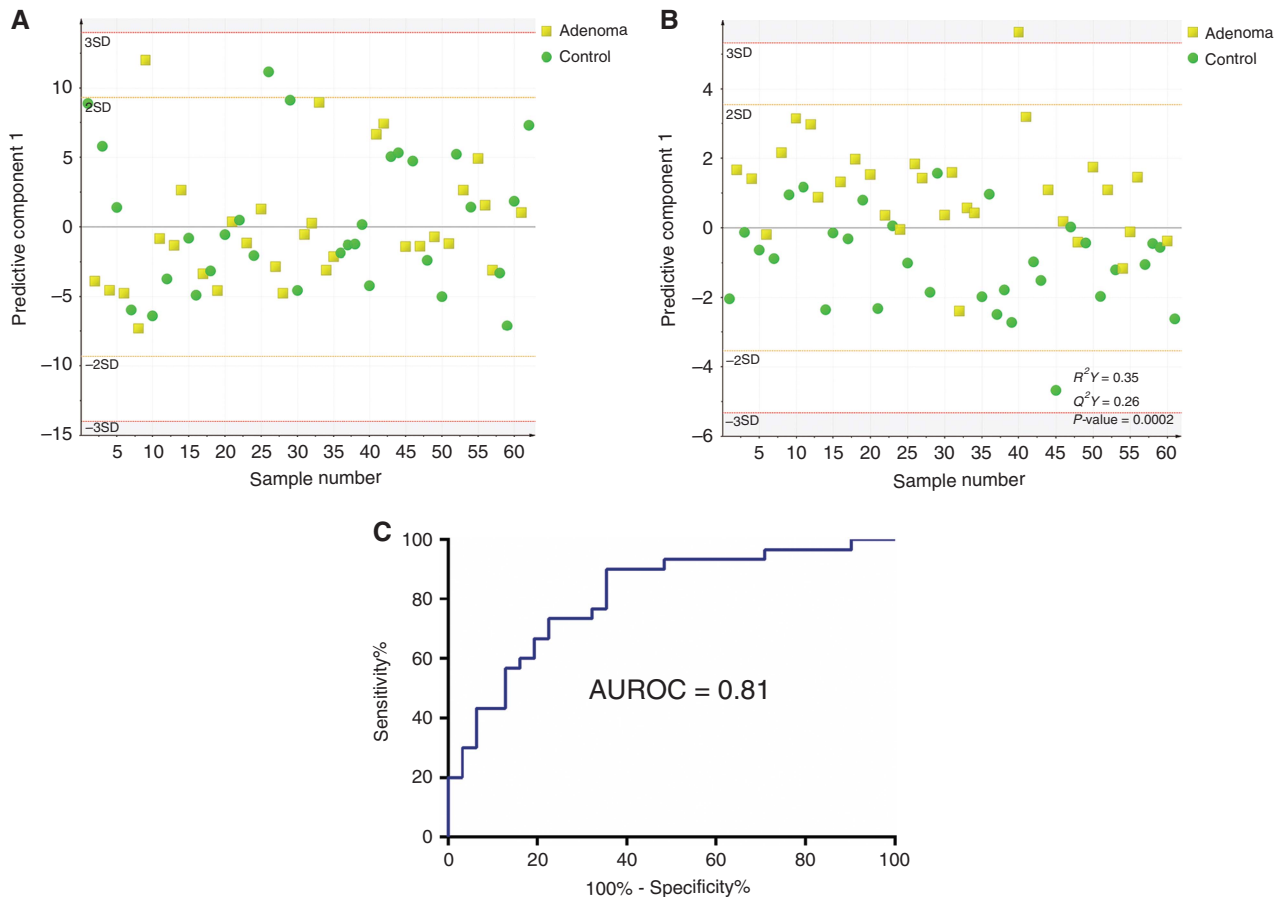 A
Adenoma
Control
3SD
2SD
–2SD
–3SD
10
5
0
–5
–10
–15
Predictive component 1
5 10 15 20 25 30 35 40 45 50 55 60
Sample number
B
Adenoma
Control
3SD
2SD
–2SD
–3SD
4
2
0
–2
–4
–6
Predictive component 1
R²Y = 0.35
Q²Y = 0.26
P-value = 0.0002
5 10 15 20 25 30 35 40 45 50 55 60
Sample number
C
100
80
60
40
20
0
Sensitivity%
AUROC = 0.81
0 20 40 60 80 100
100% - Specificity%